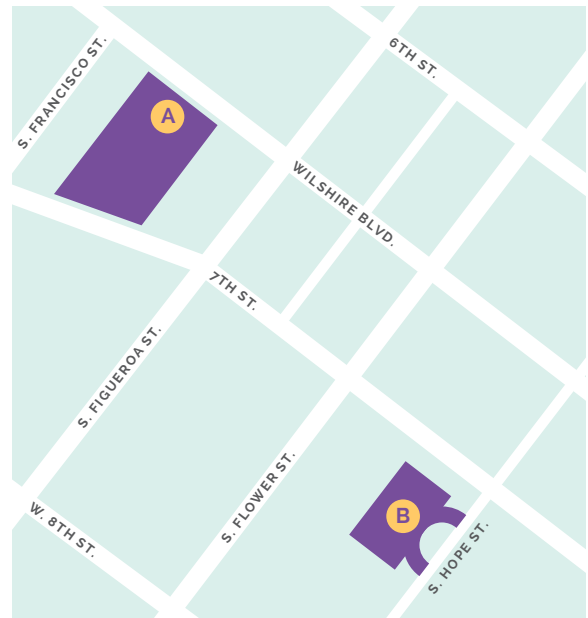 S. FRANCISCO ST.
6TH ST.
A
WILSHIRE BLVD.
7TH ST.
S. FIGUEROA ST.
S. FLOWER ST.
B
W. 8TH ST.
S. HOPE ST.